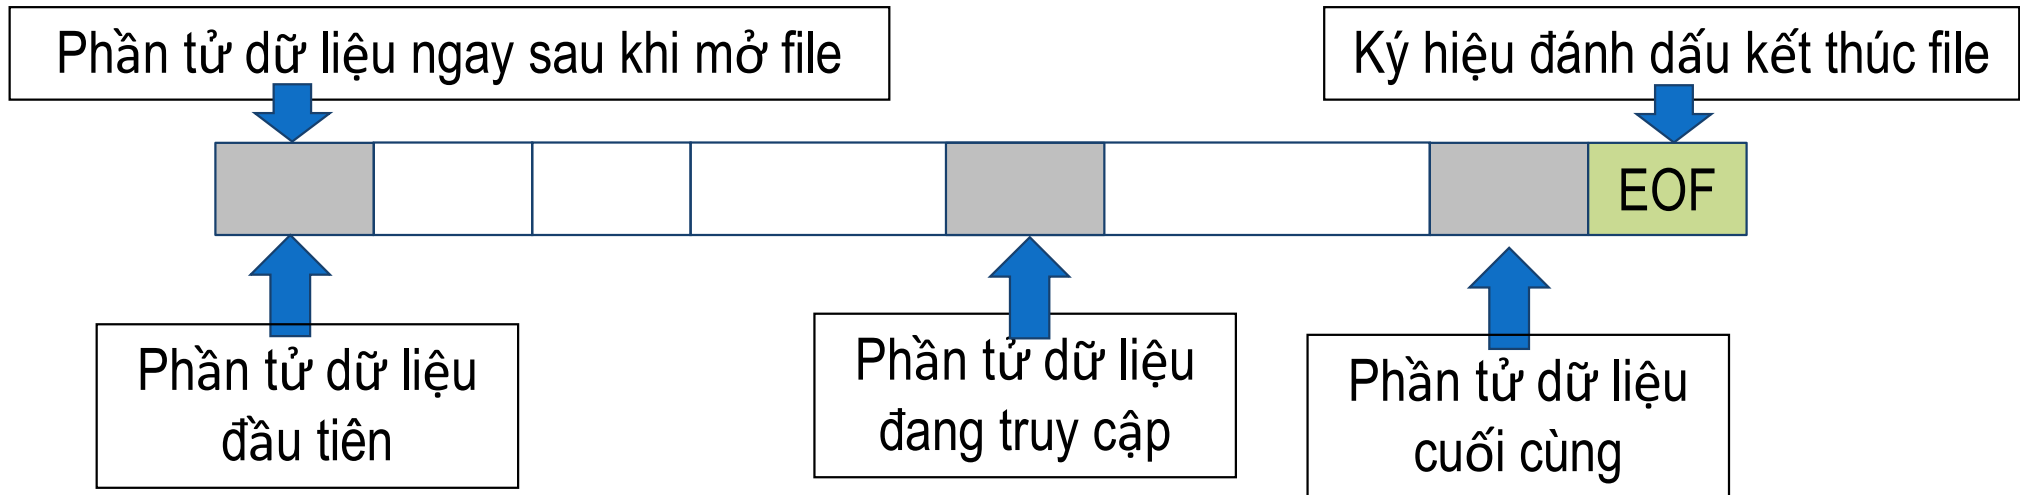 Phần tử dữ liệu ngay sau khi mở file
Ký hiệu đánh dấu kết thúc file
EOF
Phần tử dữ liệu
đầu tiên
Phần tử dữ liệu
đang truy cập
Phần tử dữ liệu
cuối cùng